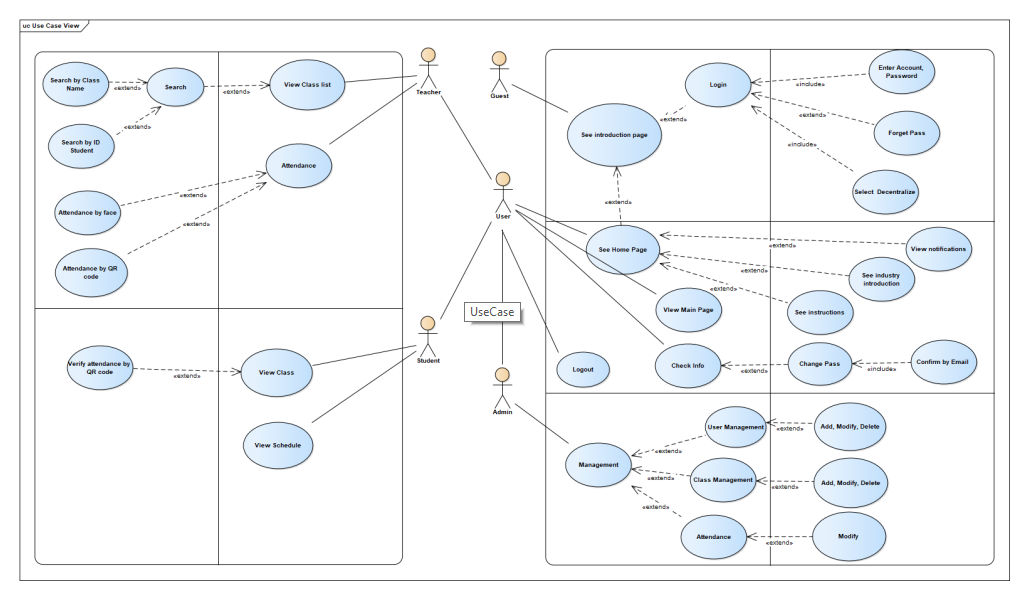 uc Use Case View
Search by Class
Name
«extend»
Search
«extend»
View Class list
Search by ID
Student
«extend»
Attendance
Attendance by face
«extend»
«extend»
Attendance by QR
code
Verify attendance by
QR code
«extend»
View Class
View Schedule
Teacher
Guest
User
UseCase
Student
Admin
Login
Enter Account,
Password
«include»
See introduction page
«extend»
«extend»
Forget Pass
«include»
Select Decentralize
«extend»
See Home Page
«extend»
View notifications
«extend»
See industry
introduction
«extend»
See instructions
View Main Page
Logout
Check Info
«extend»
Change Pass
«include»
Confirm by Email
Management
«extend»
User Management
«extend»
Add, Modify, Delete
«extend»
Class Management
«extend»
Add, Modify, Delete
«extend»
Attendance
«extend»
Modify